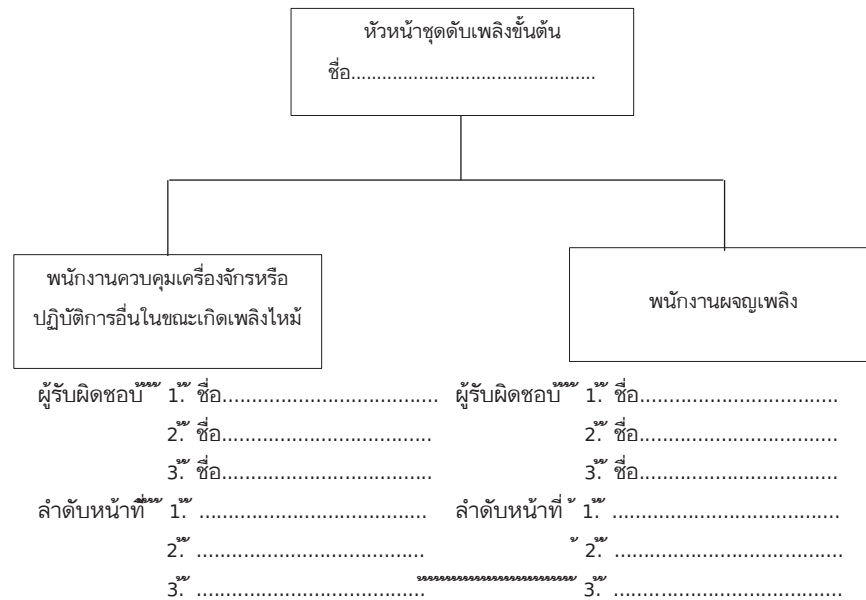 หัวหน้าชุดดับเพลิงขั้นต้น
ชื่อ...............................................
พนักงานควบคุมเครื่องจักรหรือ
ปฏิบัติการอื่นในขณะเกิดเพลิงไหม้
พนักงานผจญเพลิง
ผู้รับผิดชอบ 1. ชื่อ...................................... ผู้รับผิดชอบ 1. ชื่อ...................................
2. ชื่อ..................................... 2. ชื่อ...................................
3. ชื่อ..................................... 3. ชื่อ...................................
ลำดับหน้าที่ 1. ........................................ ลำดับหน้าที่ 1. ........................................
2. ........................................ 2. ........................................
3. ........................................ 3. ........................................